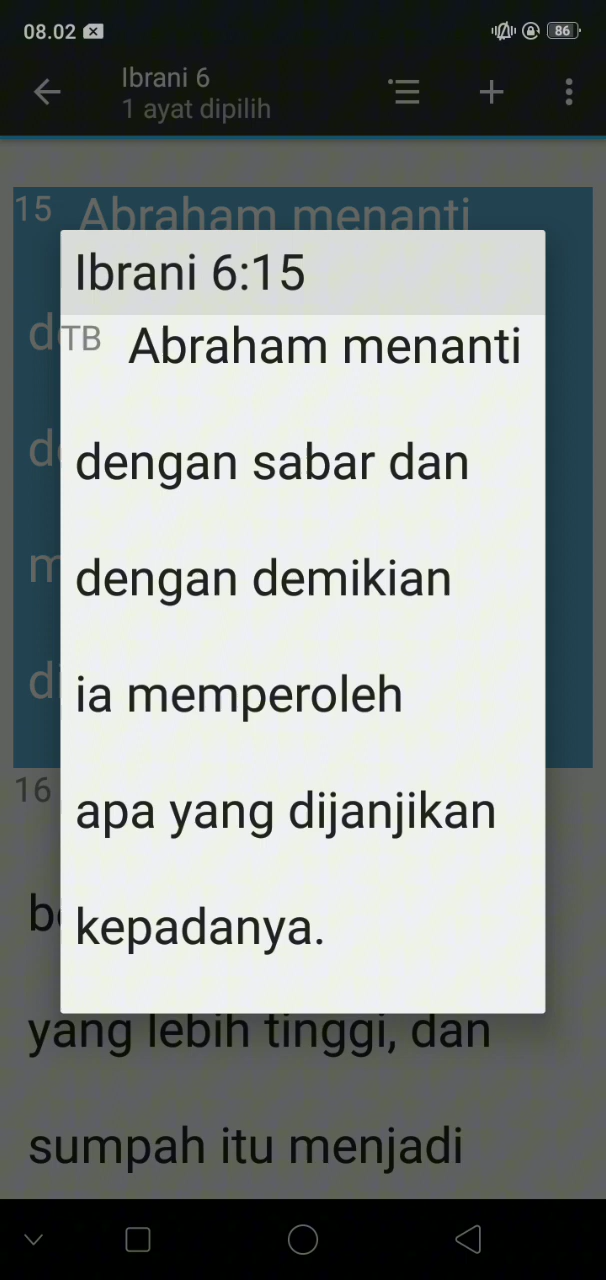 08.02
86
Ibrani 6
1 ayat dipilih
15 Abraham menanti
Ibrani 6:15
TB Abraham menanti
dengan sabar dan
dengan demikian
ia memperoleh
apa yang dijanjikan
kepadanya.
16
yang lebih tinggi, dan
sumpah itu menjadi